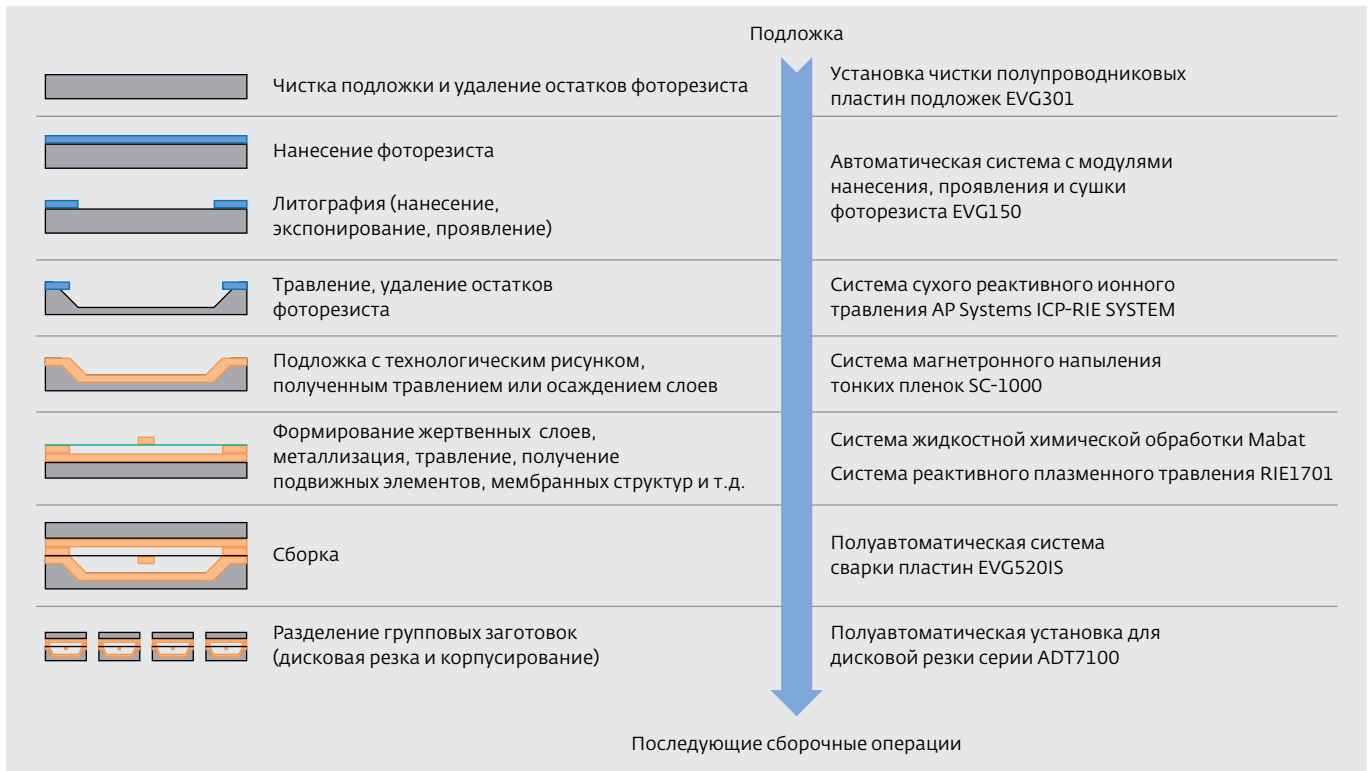 Подложка
Чистка подложки и удаление остатков фоторезиста
Установка чистки полупроводниковых
пластин подложек EVG301
Нанесение фоторезиста
Литография (нанесение,
экспонирование, проявление)
Автоматическая система с модулями
нанесения, проявления и сушки
фоторезиста EVG150
Травление, удаление остатков
фоторезиста
Система сухого реактивного ионного
травления AP Systems ICP-RIE SYSTEM
Подложка с технологическим рисунком,
полученным травлением или осаждением слоев
Система магнетронного напыления
тонких пленок SC-1000
Формирование жертвенных слоев,
металлизация, травление, получение
подвижных элементов, мембранных структур и т.д.
Система жидкостной химической обработки Mabat
Система реактивного плазменного травления RIE1701
Сборка
Полуавтоматическая система
сварки пластин EVG520IS
Разделение групповых заготовок
(дисковая резка и корпусирование)
Полуавтоматическая установка для
дисковой резки серии ADT7100
Последующие сборочные операции